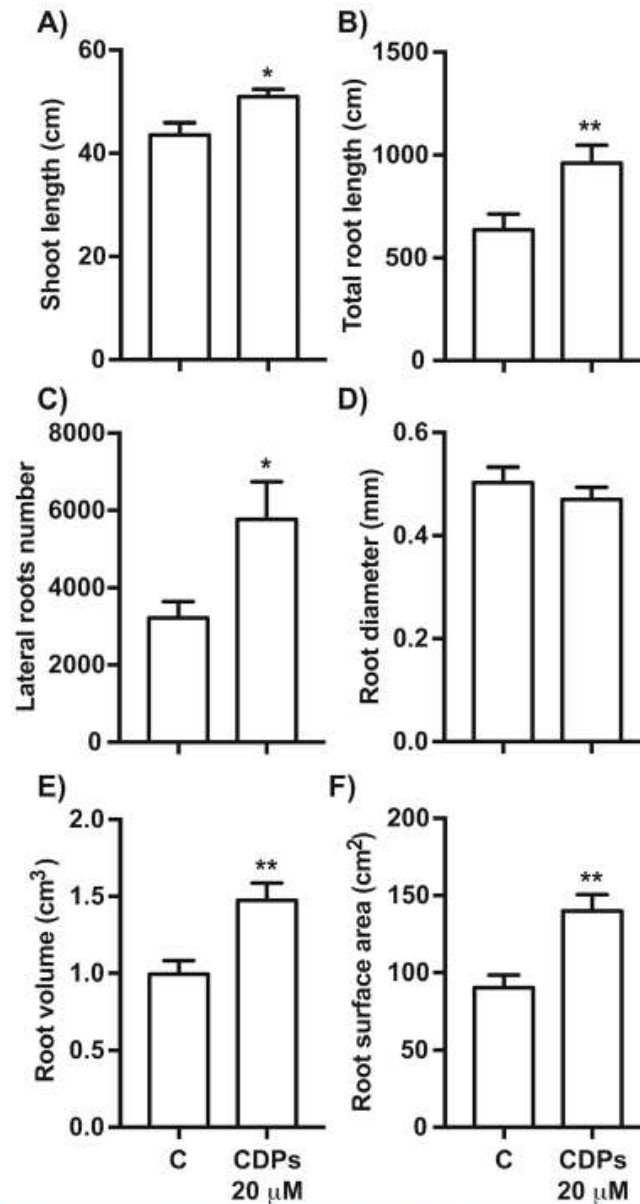 A)
Shoot length (cm)
60
40
20
0
*
B)
Total root length (cm)
1500
1000
500
0
**
C)
Lateral roots number
8000
6000
4000
2000
0
*
D)
Root diameter (mm)
0.6
0.4
0.2
0.0
E)
Root volume (cm³)
2.0
1.5
1.0
0.5
0.0
**
C
CDPs
20 µM
F)
Root surface area (cm²)
200
150
100
50
0
**
C
CDPs
20 µM